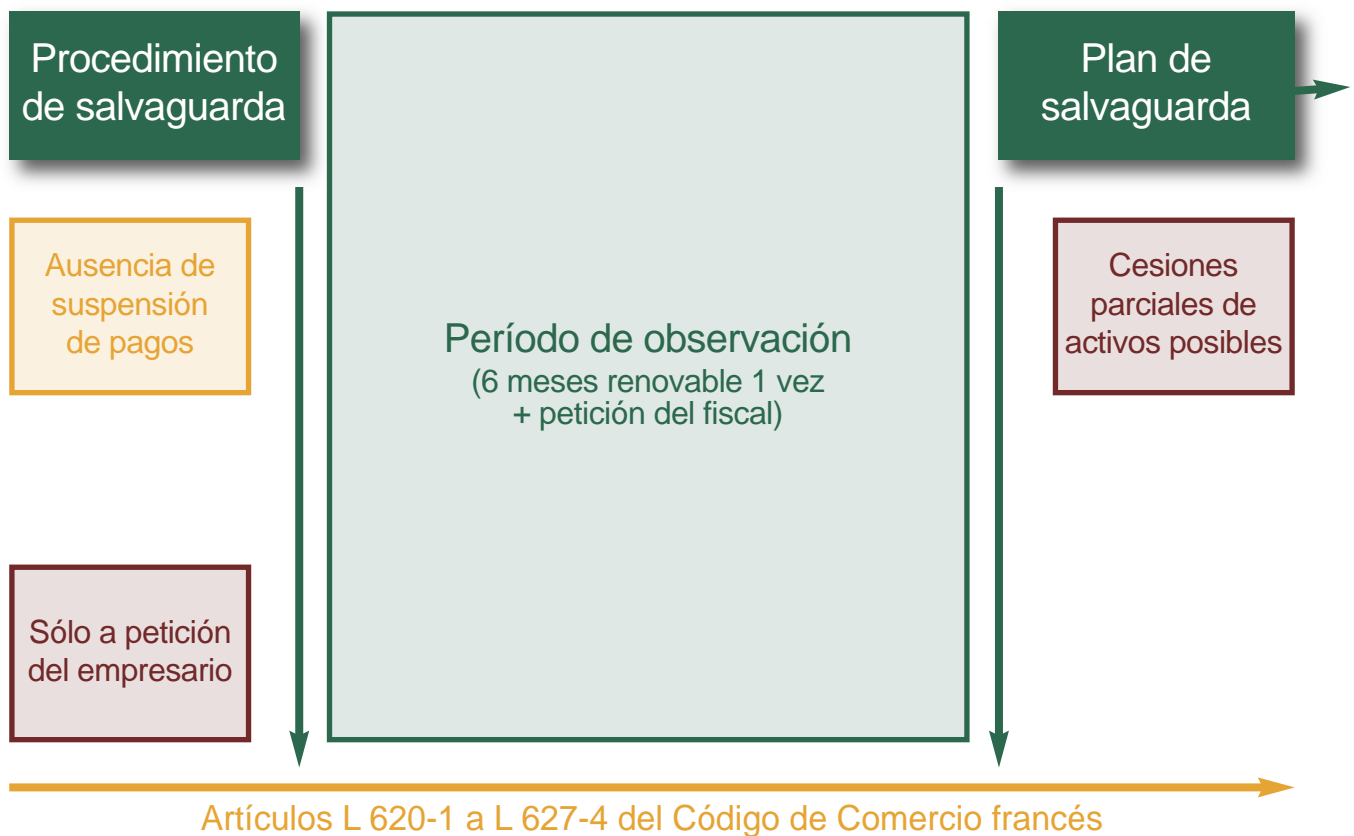 Procedimiento
de salvaguarda
Ausencia de
suspensión
de pagos
Sólo a petición
del empresario
Período de observación
(6 meses renovable 1 vez
+ petición del fiscal)
Plan de
salvaguarda
Cesiones
parciales de
activos posibles
Artículos L 620-1 a L 627-4 del Código de Comercio francés